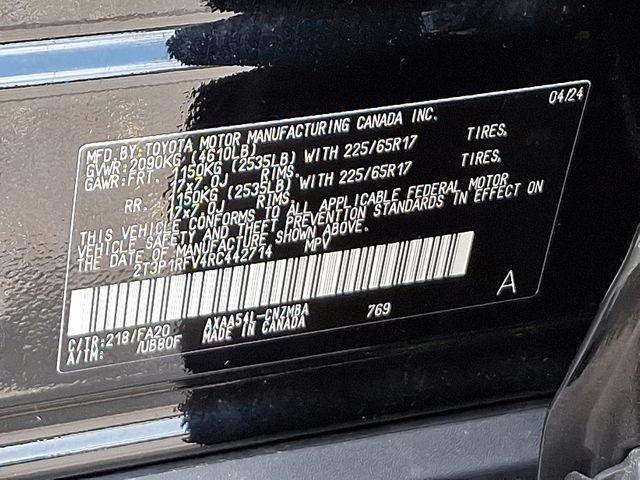 04/24
MFD.BY:TOYOTA MOTOR MANUFACTURING CANADA INC.
GVWR:2090KG (4610LB)
GAWR:FRT. 1150KG (2535LB) WITH 225/65R17 TIRES,
17x7.0J RIMS,
RR. 1150KG (2535LB) WITH 225/65R17 TIRES,
17x7.0J RIMS.
THIS VEHICLE CONFORMS TO ALL APPLICABLE FEDERAL MOTOR
VEHICLE SAFETY AND THEFT PREVENTION STANDARDS IN EFFECT ON
THE DATE OF MANUFACTURE SHOWN ABOVE.
2T3P1RFV4RC442714 MPV
A
C/TR:218/FA20 AXAA54L-CNZMBA 769
A/TM: /UB80F MADE IN CANADA